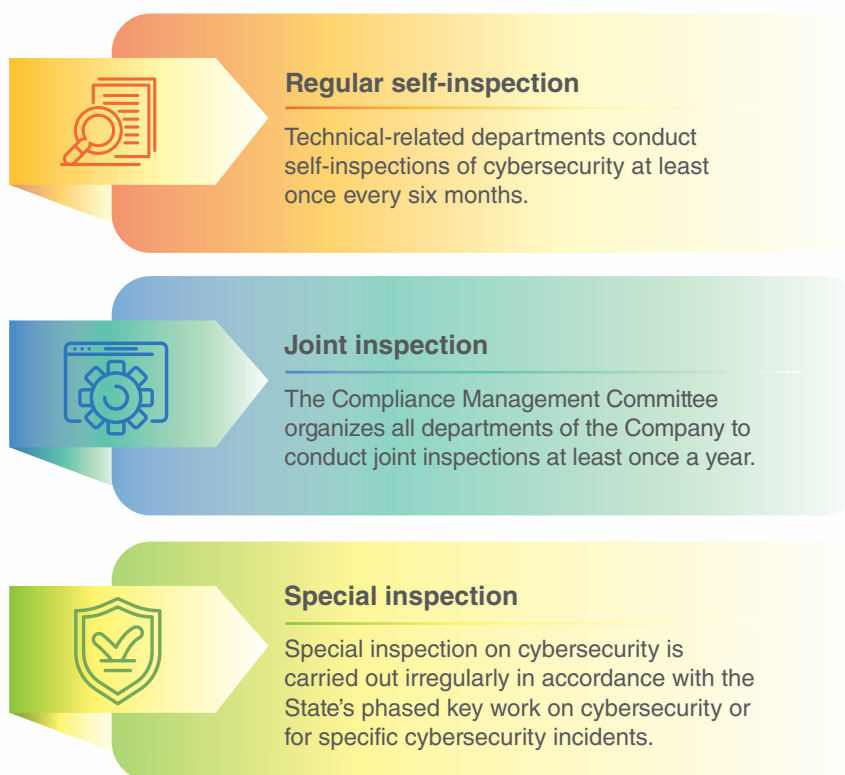 Regular self-inspection
Technical-related departments conduct
self-inspections of cybersecurity at least
once every six months.
Joint inspection
The Compliance Management Committee
organizes all departments of the Company to
conduct joint inspections at least once a year.
Special inspection
Special inspection on cybersecurity is
carried out irregularly in accordance with the
State's phased key work on cybersecurity or
for specific cybersecurity incidents.